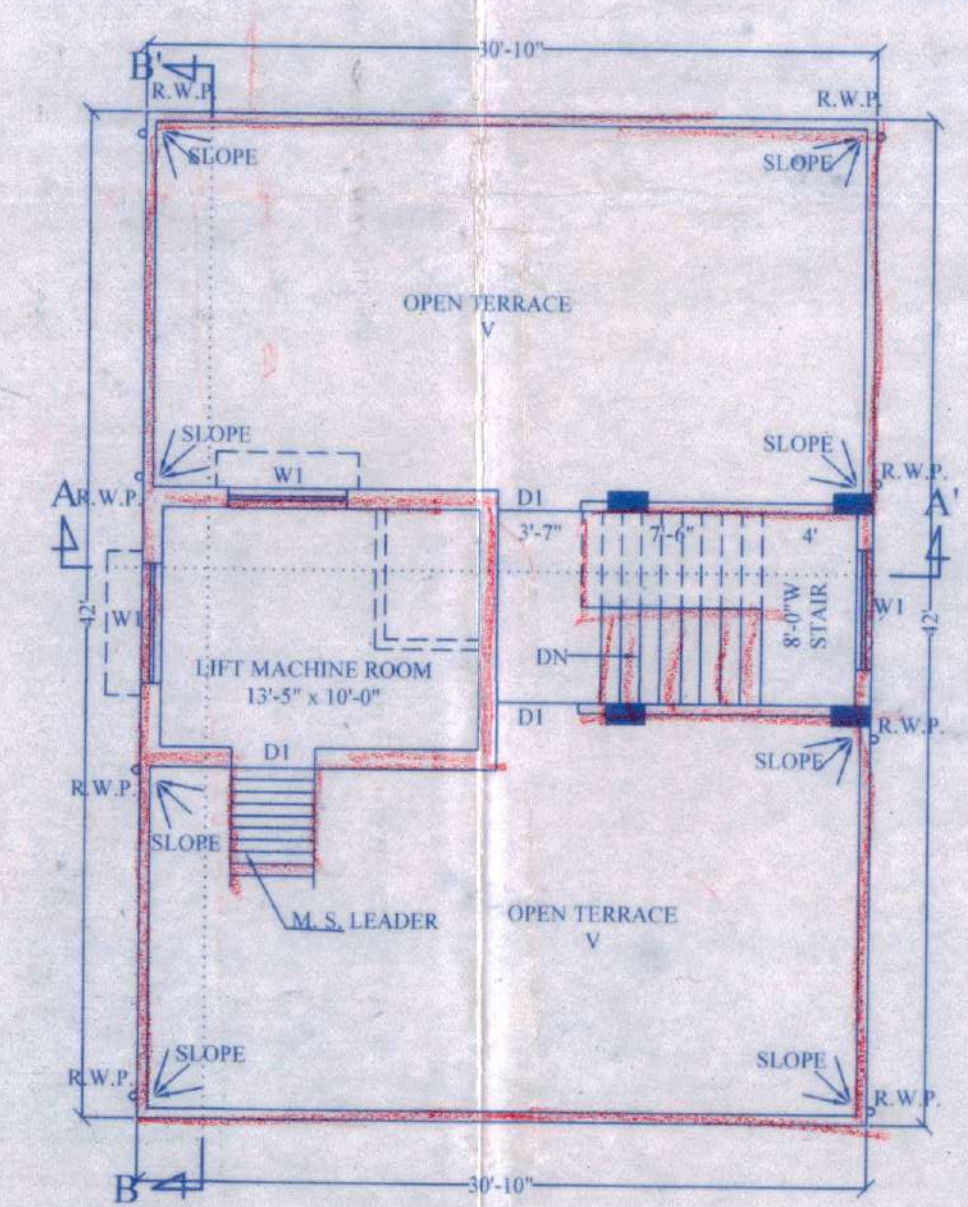 30'-10"
B'
R.W.P.
R.W.P.
SLOPE
SLOPE
OPEN TERRACE
V
SLOPE
SLOPE
W1
R.W.P.
A
R.W.P.
D1
A'
3'-7"
7'-6"
4'
42'
W1
8'-0"W
STAIR
W1
42'
DN
LIFT MACHINE ROOM
13'-5" x 10'-0"
D1
D1
R.W.P.
SLOPE
R.W.P.
SLOPE
M. S. LEADER
OPEN TERRACE
V
SLOPE
SLOPE
R.W.P.
R.W.P.
B
30'-10"